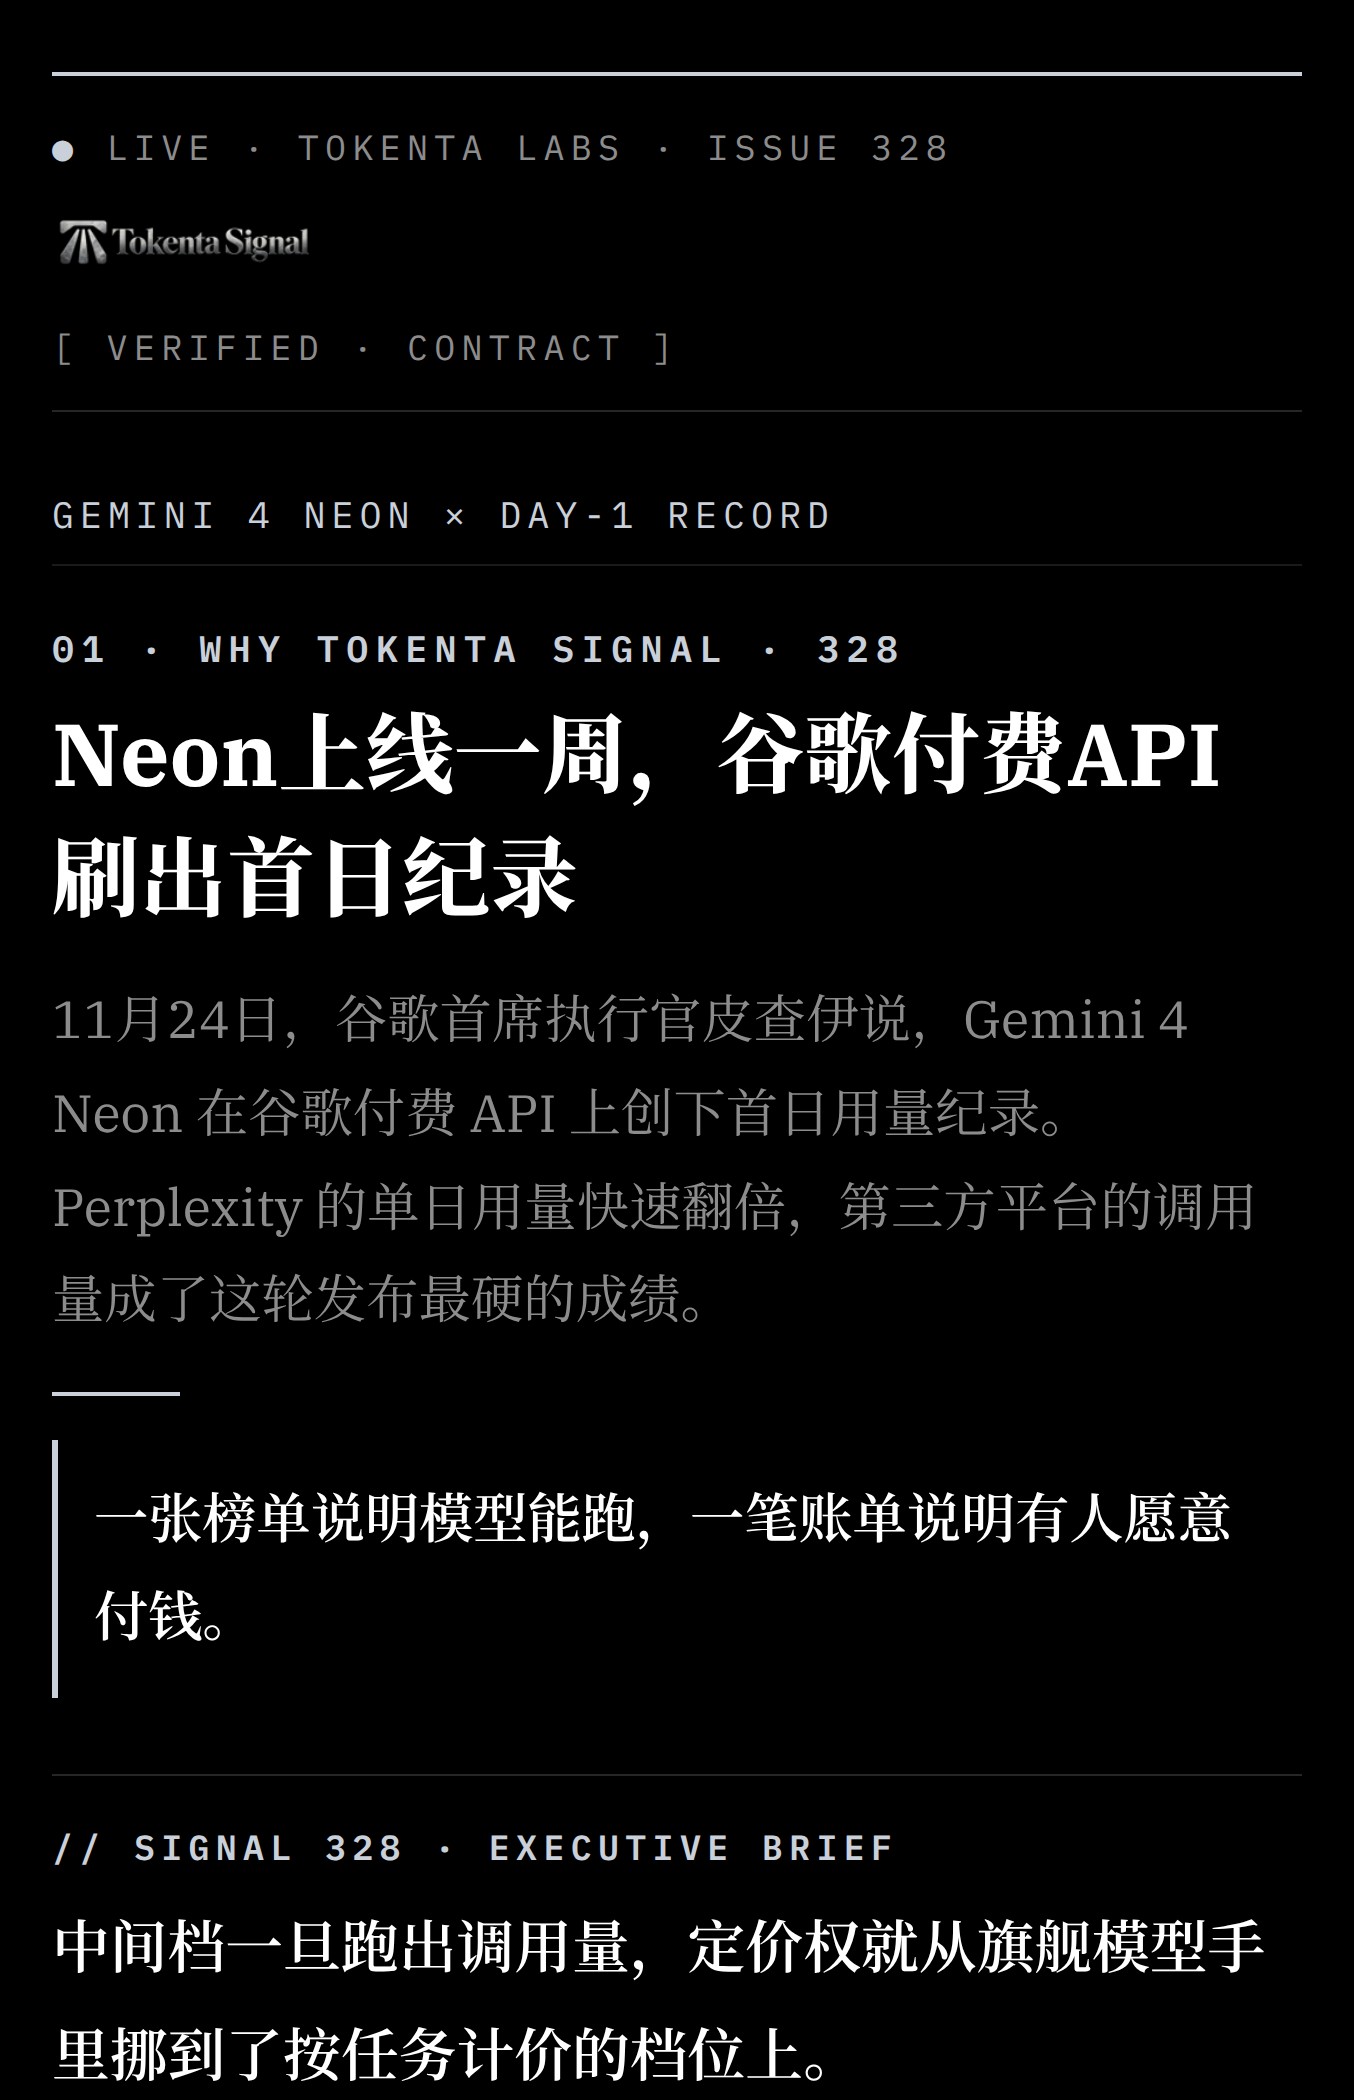 ● LIVE · TOKENTA LABS · ISSUE 328
Tokenta Signal
[ VERIFIED · CONTRACT ]
GEMINI 4 NEON × DAY-1 RECORD
01 · WHY TOKENTA SIGNAL · 328
Neon上线一周，谷歌付费API
刷出首日纪录
11月24日，谷歌首席执行官皮查伊说，Gemini 4
Neon 在谷歌付费 API 上创下首日用量纪录。
Perplexity 的单日用量快速翻倍，第三方平台的调用
量成了这轮发布最硬的成绩。
一张榜单说明模型能跑，一笔账单说明有人愿意
付钱。
// SIGNAL 328 · EXECUTIVE BRIEF
中间档一旦跑出调用量，定价权就从旗舰模型手
里挪到了按任务计价的档位上。